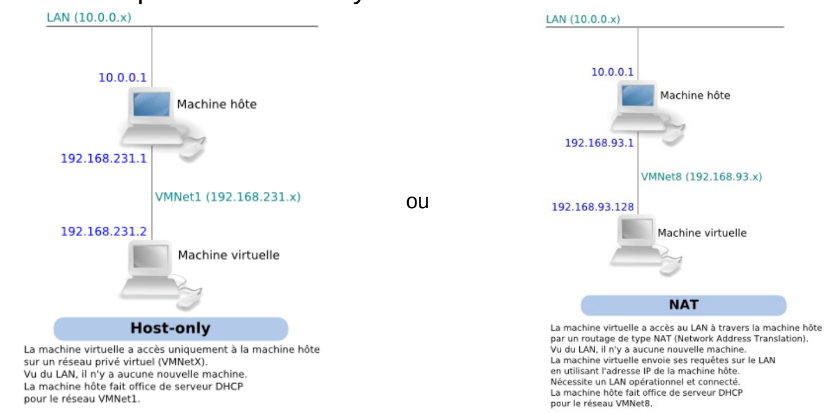 LAN (10.0.0.x)
10.0.0.1
Machine hôte
192.168.231.1
VMNet1 (192.168.231.x)
192.168.231.2
Machine virtuelle
Host-only
La machine virtuelle a accès uniquement à la machine hôte
sur un réseau privé virtuel (VMNetX).
Vu du LAN, il n'y a aucune nouvelle machine.
La machine hôte fait office de serveur DHCP
pour le réseau VMNet1.
ou
LAN (10.0.0.x)
10.0.0.1
Machine hôte
192.168.93.1
VMNet8 (192.168.93.x)
192.168.93.128
Machine virtuelle
NAT
La machine virtuelle a accès au LAN à travers la machine hôte
par un routage de type NAT (Network Address Translation).
Vu du LAN, il n'y a aucune nouvelle machine.
La machine virtuelle envoie ses requêtes sur le LAN
en utilisant l'adresse IP de la machine hôte.
Nécessite un LAN opérationnel et connecté.
La machine hôte fait office de serveur DHCP
pour le réseau VMNet8.